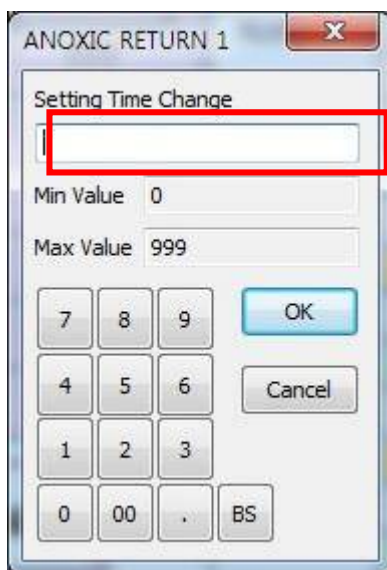 ANOXIC RETURN 1
Setting Time Change
Min Value 0
Max Value 999
7 8 9 OK
4 5 6 Cancel
1 2 3
0 00 . BS